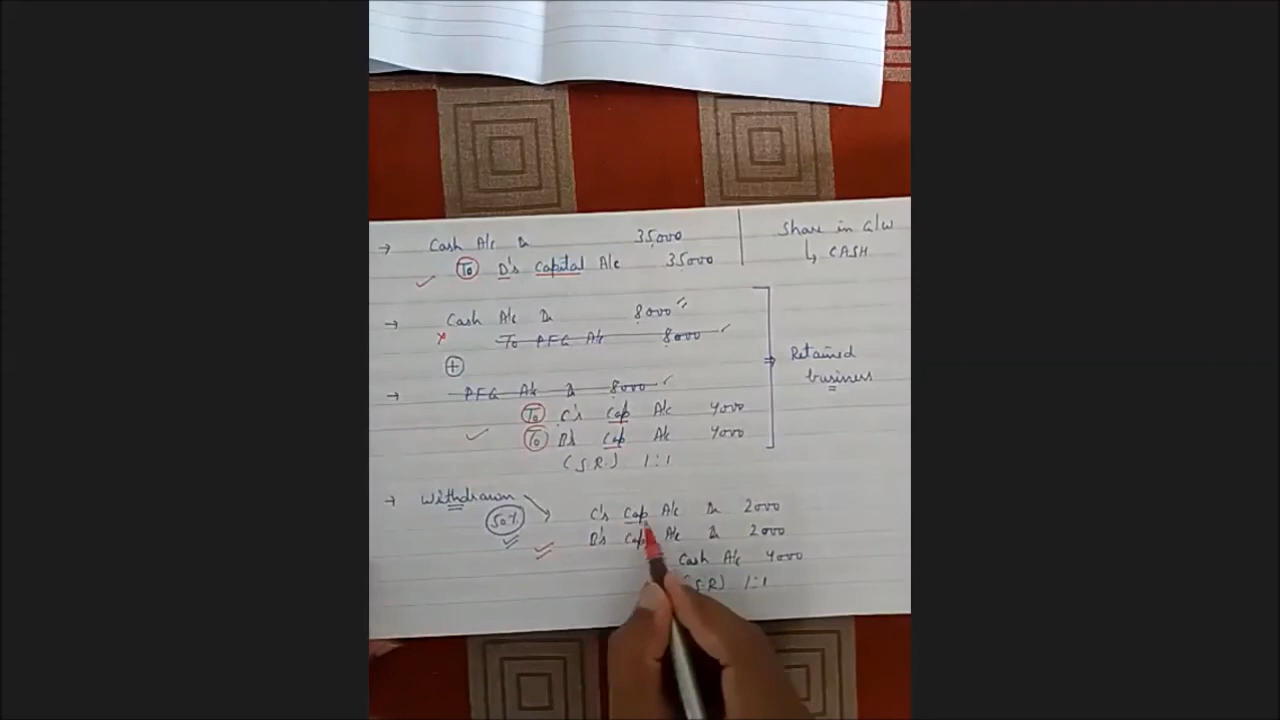 → Cash A/c Dr 35,000
To D's Capital A/c 35000
Share in G/W
↳ CASH
→ Cash A/c Dr 8000
To PFG A/c 8000
+
→ PFG A/c Dr 8000
To C's Cap A/c 4000
To B's Cap A/c 4000
(S.R.) 1:1
⇒ Retained
business
→ Withdrawn
50%
C's Cap A/c Dr 2000
B's Cap A/c Dr 2000
Cash A/c 4000
(S.R) 1:1